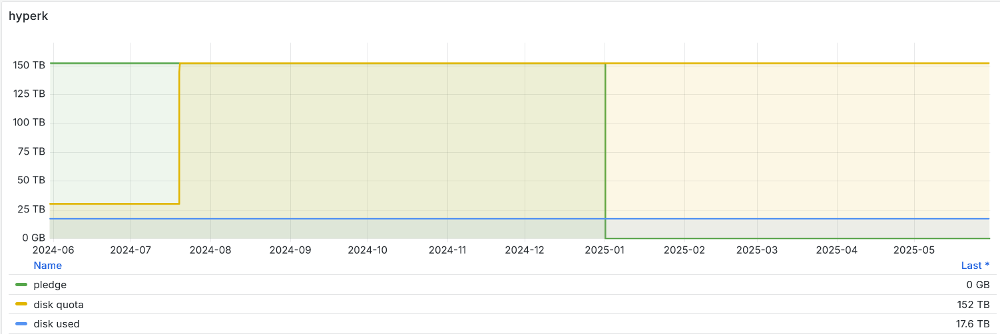 hyperk
150 TB
125 TB
100 TB
75 TB
50 TB
25 TB
0 GB
2024-06 2024-07 2024-08 2024-09 2024-10 2024-11 2024-12 2025-01 2025-02 2025-03 2025-04 2025-05
Name Last *
pledge 0 GB
disk quota 152 TB
disk used 17.6 TB